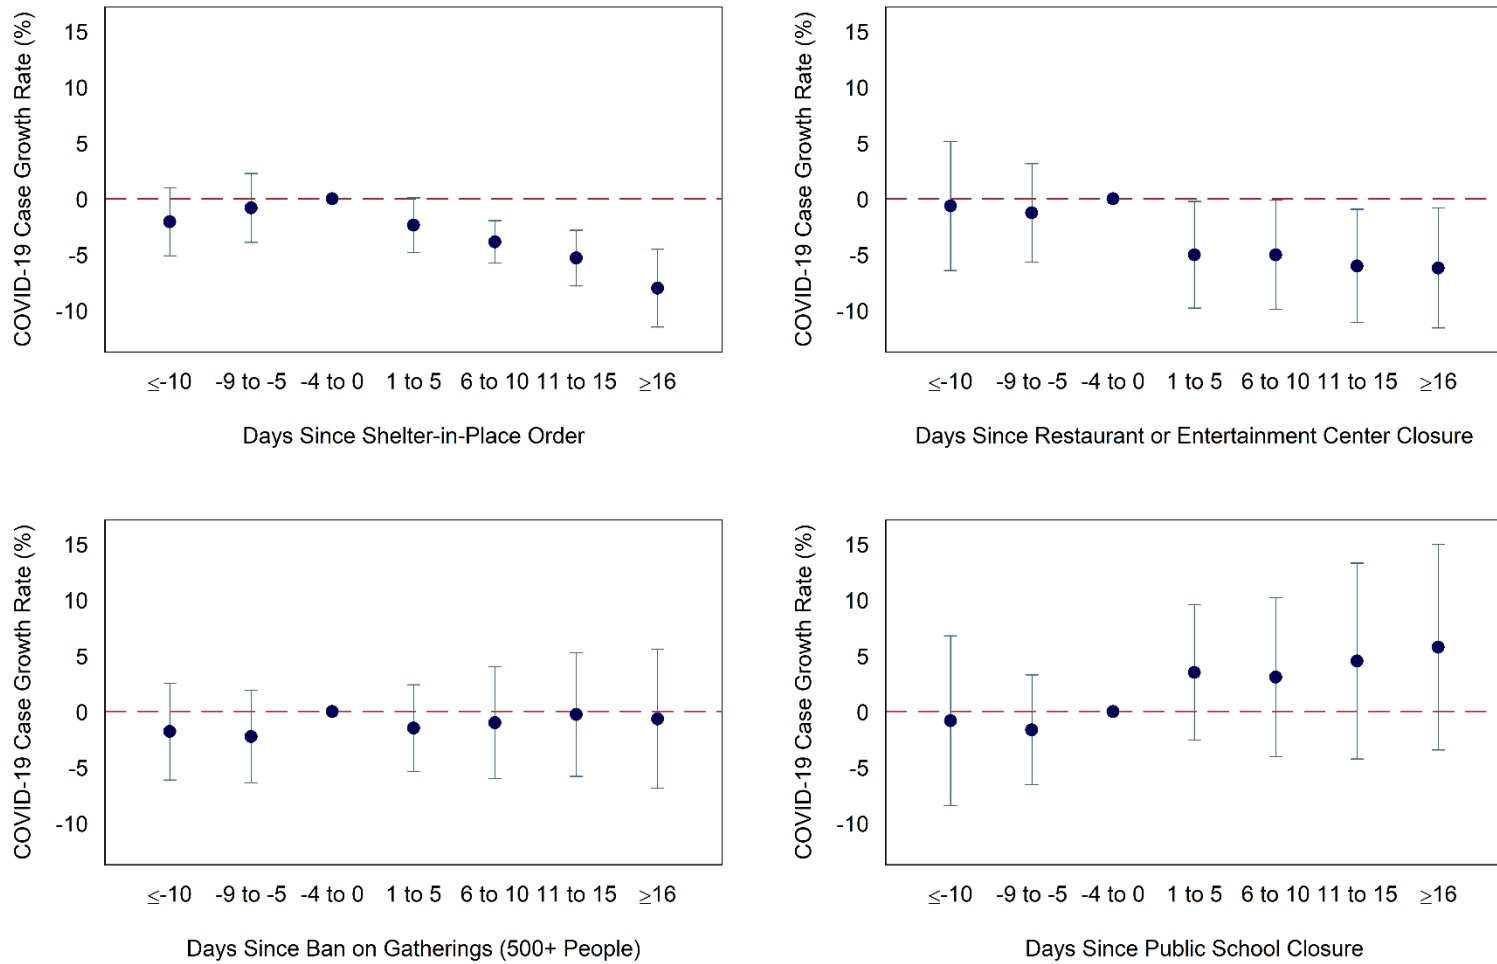 COVID-19 Case Growth Rate (%)
15
10
5
0
-5
-10
≤-10 -9 to -5 -4 to 0 1 to 5 6 to 10 11 to 15 ≥16
Days Since Shelter-in-Place Order
COVID-19 Case Growth Rate (%)
15
10
5
0
-5
-10
≤-10 -9 to -5 -4 to 0 1 to 5 6 to 10 11 to 15 ≥16
Days Since Restaurant or Entertainment Center Closure
COVID-19 Case Growth Rate (%)
15
10
5
0
-5
-10
≤-10 -9 to -5 -4 to 0 1 to 5 6 to 10 11 to 15 ≥16
Days Since Ban on Gatherings (500+ People)
COVID-19 Case Growth Rate (%)
15
10
5
0
-5
-10
≤-10 -9 to -5 -4 to 0 1 to 5 6 to 10 11 to 15 ≥16
Days Since Public School Closure